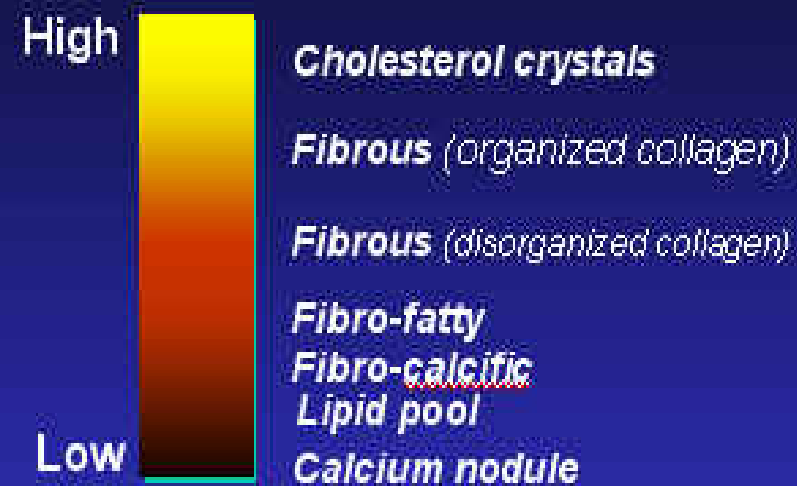 High
Cholesterol crystals
Fibrous (organized collagen)
Fibrous (disorganized collagen)
Fibro-fatty
Fibro-calcific
Lipid pool
Low
Calcium nodule